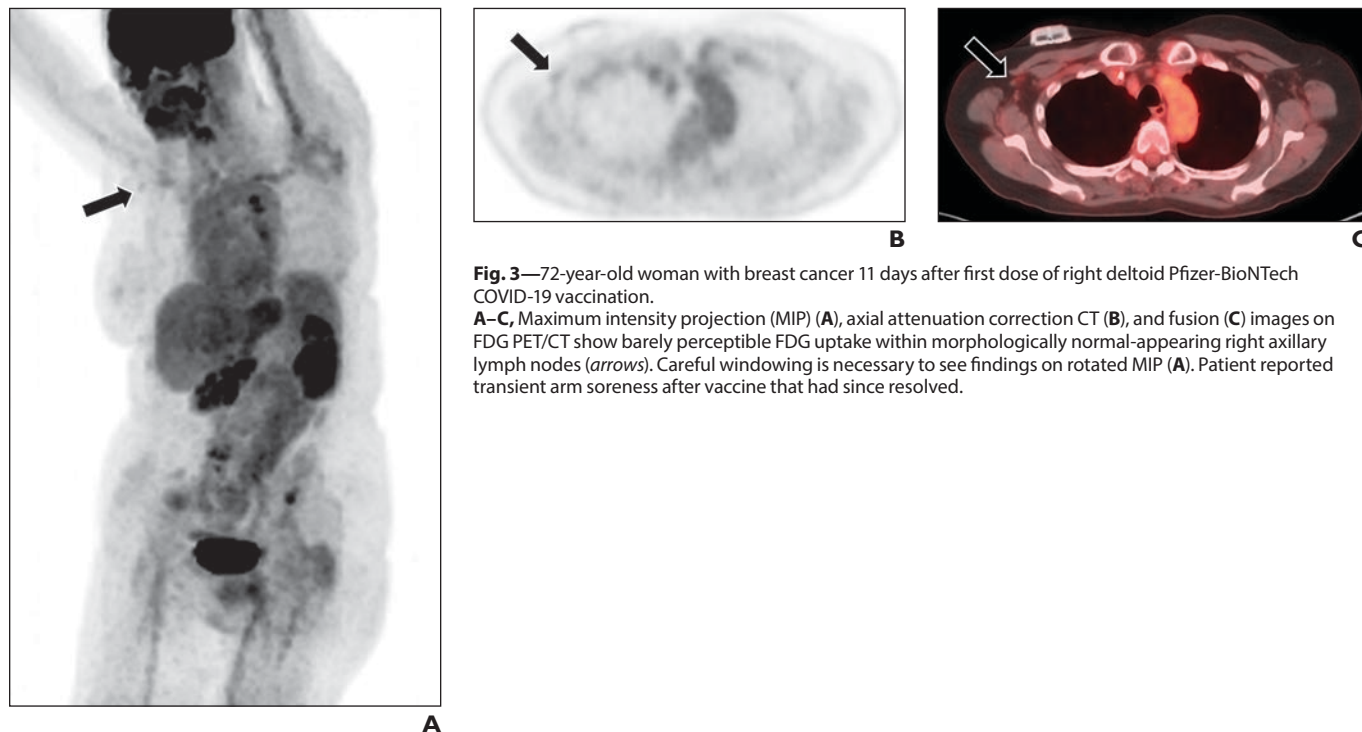 A
B
C
Fig. 3—72-year-old woman with breast cancer 11 days after first dose of right deltoid Pfizer-BioNTech
COVID-19 vaccination.
A–C, Maximum intensity projection (MIP) (A), axial attenuation correction CT (B), and fusion (C) images on
FDG PET/CT show barely perceptible FDG uptake within morphologically normal-appearing right axillary
lymph nodes (arrows). Careful windowing is necessary to see findings on rotated MIP (A). Patient reported
transient arm soreness after vaccine that had since resolved.